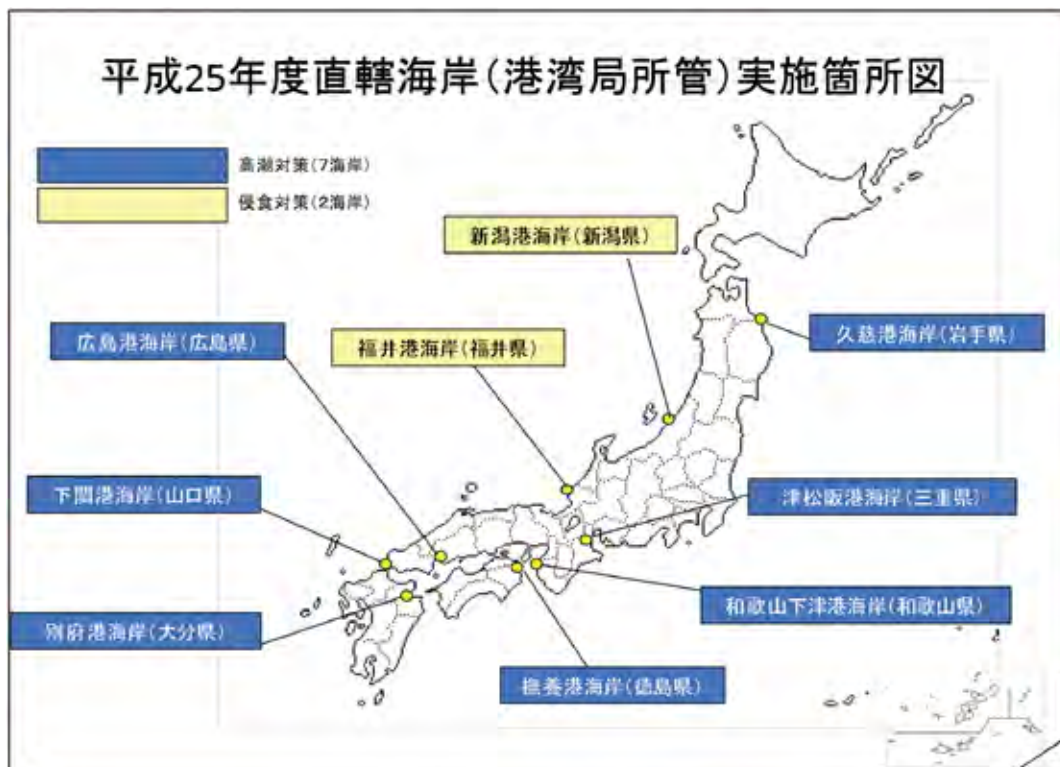 平成25年度直轄海岸(港湾局所管)実施箇所図
高潮対策(7海岸)
侵食対策(2海岸)
新潟港海岸(新潟県)
広島港海岸(広島県)
福井港海岸(福井県)
久慈港海岸(岩手県)
下関港海岸(山口県)
津松阪港海岸(三重県)
和歌山下津港海岸(和歌山県)
別府港海岸(大分県)
撫養港海岸(徳島県)